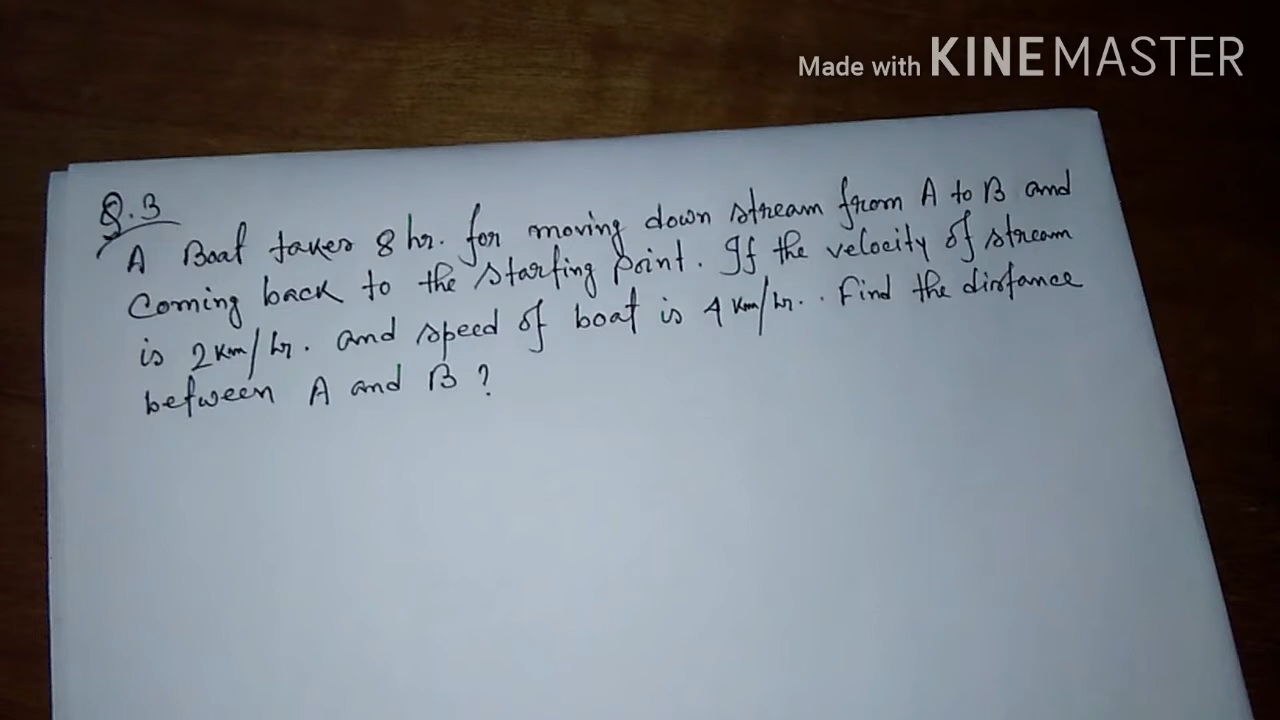 Made with KINEMASTER
Q.3
A Boat takes 8 hr. for moving down stream from A to B and
Coming back to the starting point. If the velocity of stream
is 2 km/hr. and speed of boat is 4 km/hr.. Find the distance
between A and B ?